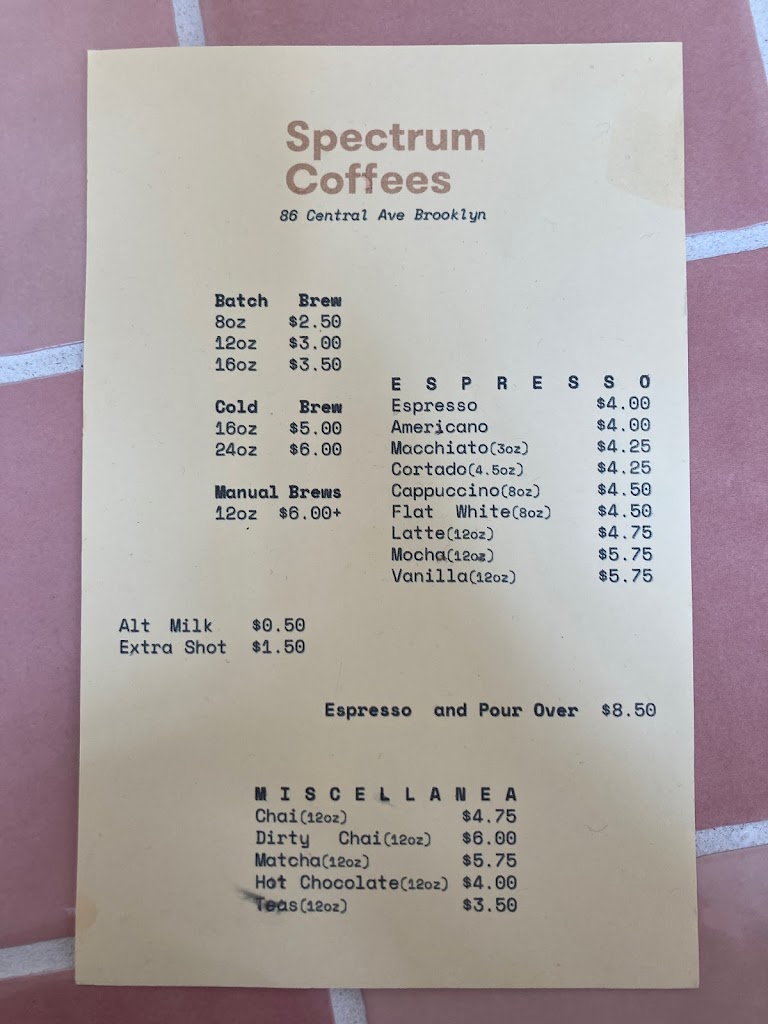 Spectrum
Coffees
86 Central Ave Brooklyn
Batch Brew
8oz $2.50
12oz $3.00
16oz $3.50
Cold Brew
16oz $5.00
24oz $6.00
Manual Brews
12oz $6.00+
E S P R E S S O
Espresso $4.00
Americano $4.00
Macchiato(3oz) $4.25
Cortado(4.5oz) $4.25
Cappuccino(8oz) $4.50
Flat White(8oz) $4.50
Latte(12oz) $4.75
Mocha(12oz) $5.75
Vanilla(12oz) $5.75
Alt Milk $0.50
Extra Shot $1.50
Espresso and Pour Over $8.50
M I S C E L L A N E A
Chai(12oz) $4.75
Dirty Chai(12oz) $6.00
Matcha(12oz) $5.75
Hot Chocolate(12oz) $4.00
Teas(12oz) $3.50